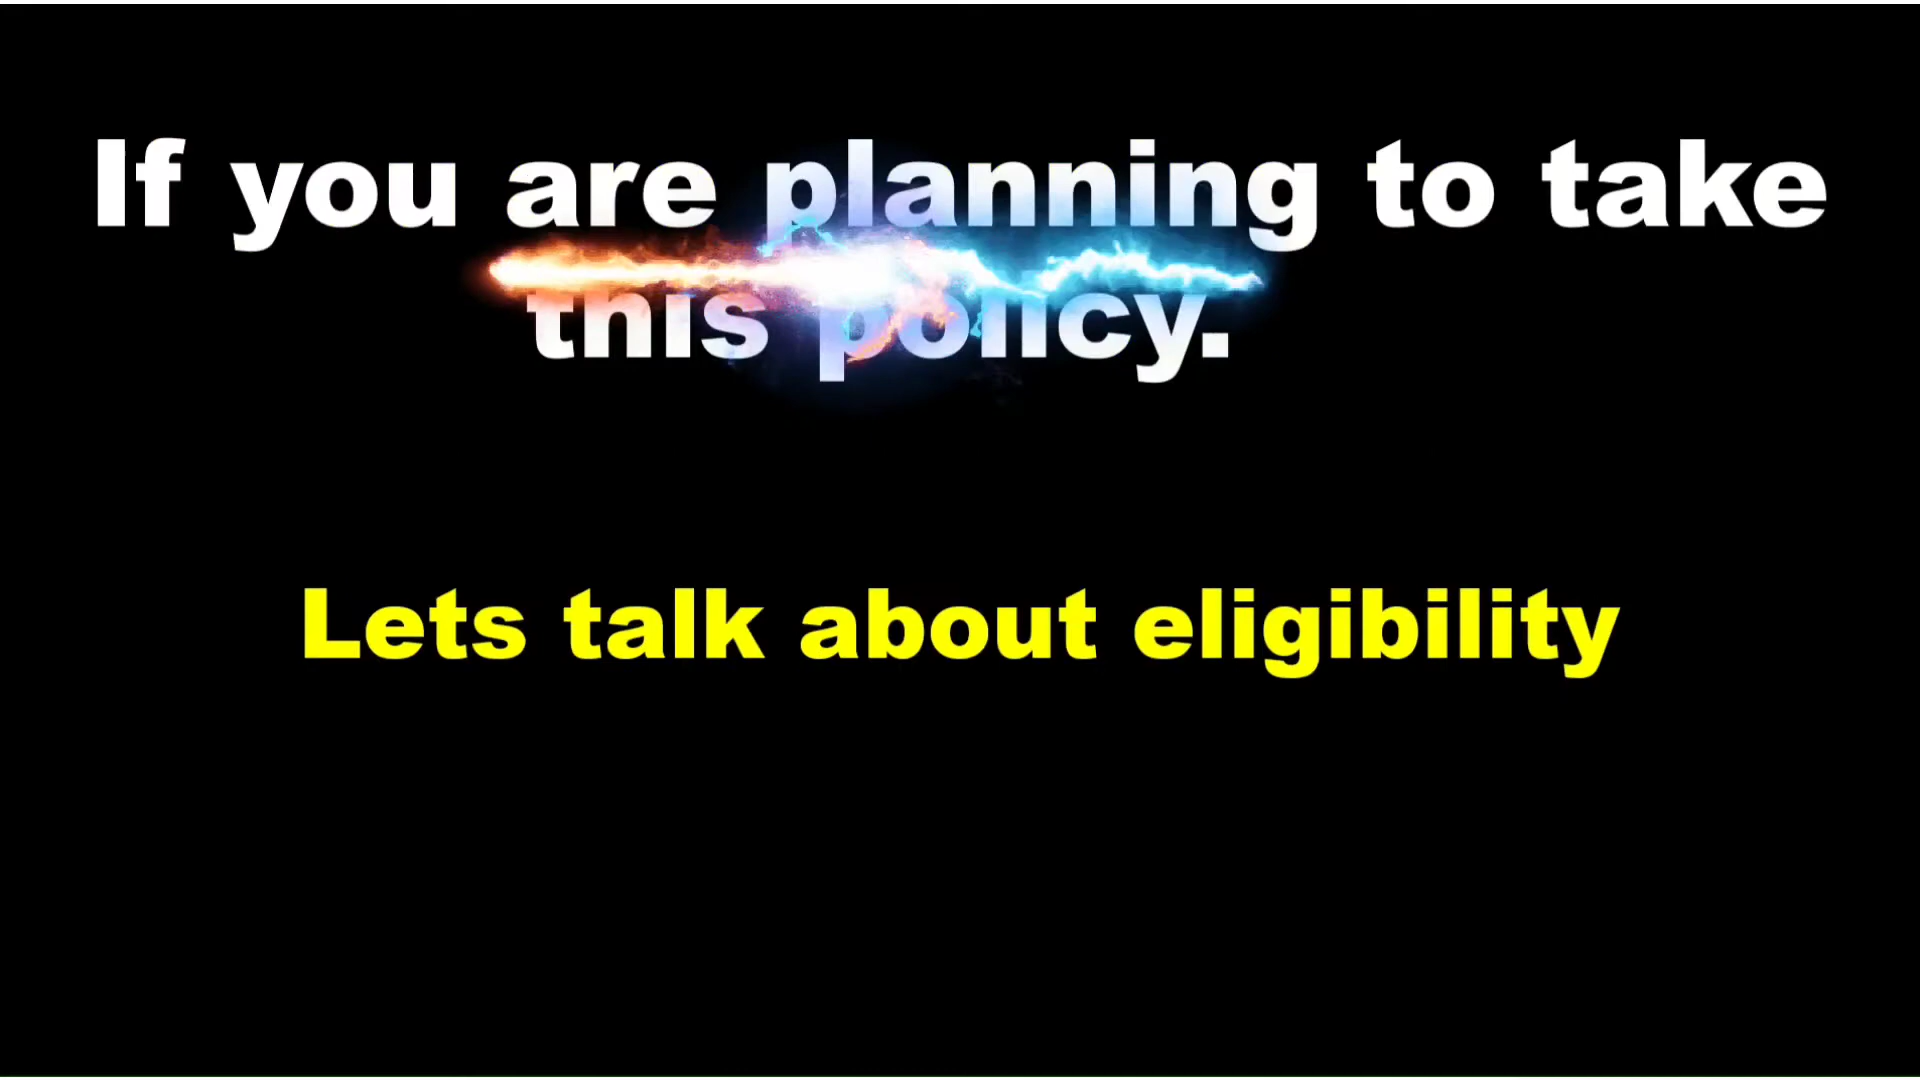 If you are planning to take
this policy.
Lets talk about eligibility